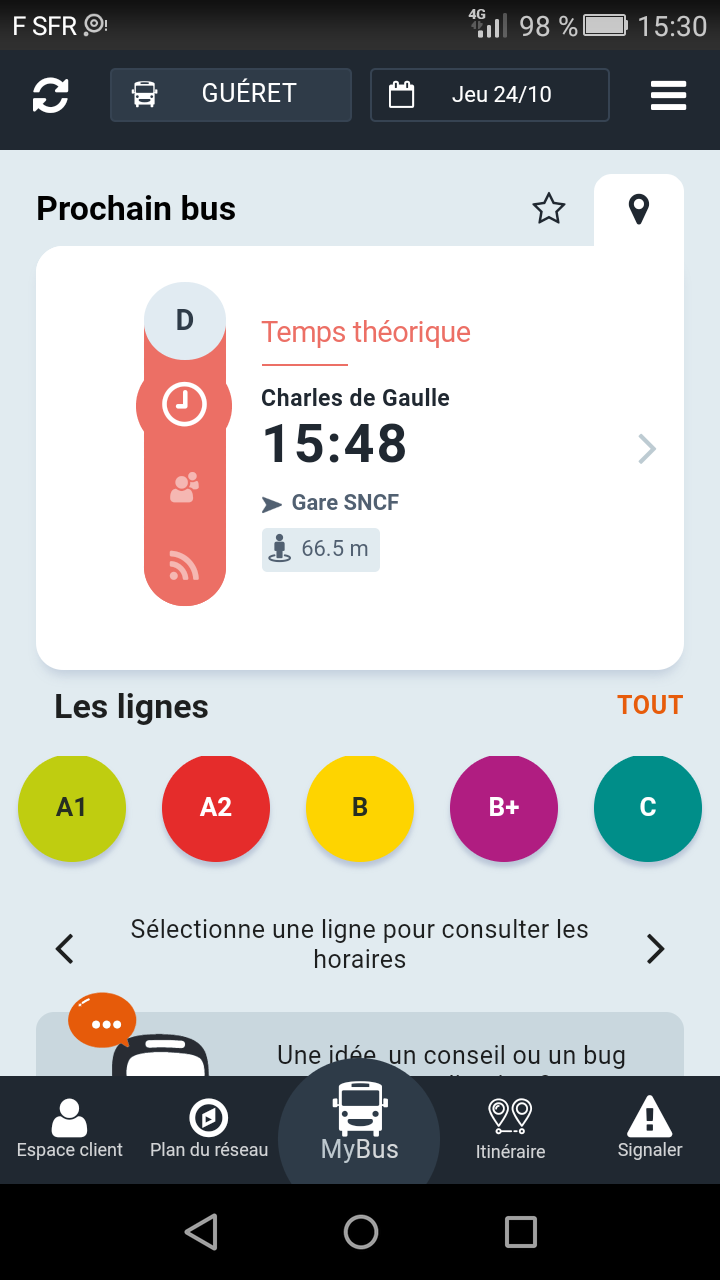 F SFR
4G
98 %
15:30
GUÉRET
Jeu 24/10
Prochain bus
D
Temps théorique
Charles de Gaulle
15:48
Gare SNCF
66.5 m
Les lignes
TOUT
A1
A2
B
B+
C
Sélectionne une ligne pour consulter les
horaires
Une idée, un conseil ou un bug
Espace client
Plan du réseau
MyBus
Itinéraire
Signaler